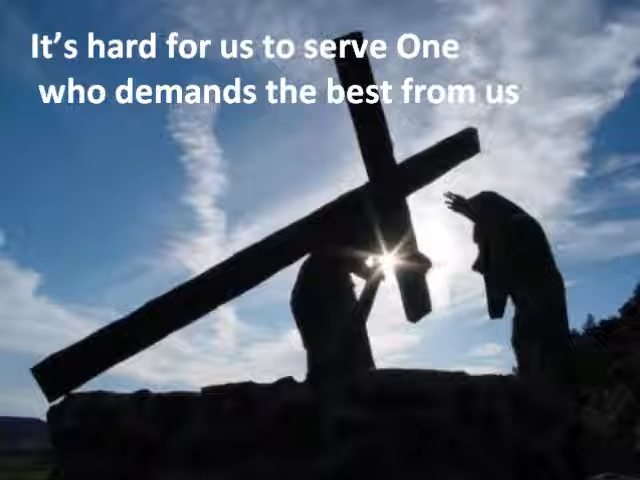 It’s hard for us to serve One
who demands the best from us